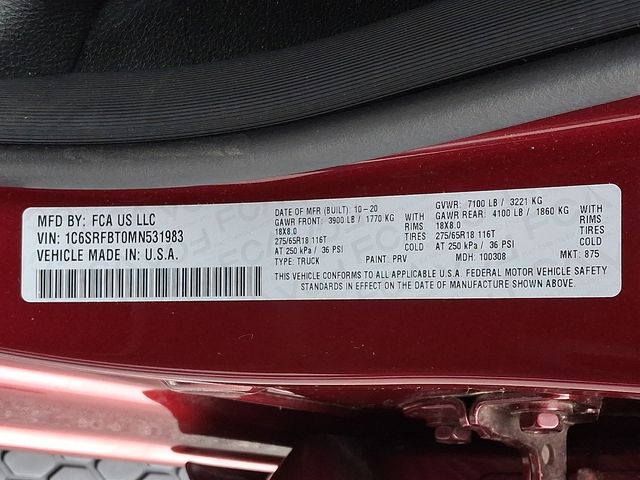 MFD BY: FCA US LLC
VIN: 1C6SRFBT0MN531983
VEHICLE MADE IN: U.S.A.
DATE OF MFR (BUILT): 10-20
GAWR FRONT: 3900 LB / 1770 KG WITH
18X8.0 RIMS
275/65R18 116T TIRES
AT 250 kPa / 36 PSI COLD
TYPE: TRUCK PAINT: PRV
GVWR: 7100 LB / 3221 KG
GAWR REAR: 4100 LB / 1860 KG WITH
18X8.0 RIMS
275/65R18 116T TIRES
AT 250 kPa / 36 PSI COLD
MDH: 100308 MKT: 875
THIS VEHICLE CONFORMS TO ALL APPLICABLE U.S.A. FEDERAL MOTOR VEHICLE SAFETY
STANDARDS IN EFFECT ON THE DATE OF MANUFACTURE SHOWN ABOVE.